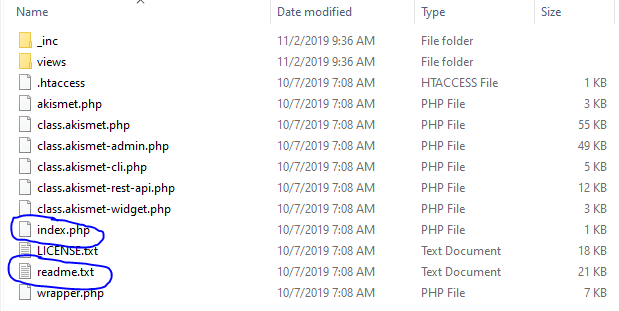 Name Date modified Type Size
_inc 11/2/2019 9:36 AM File folder
views 11/2/2019 9:36 AM File folder
.htaccess 10/7/2019 7:08 AM HTACCESS File 1 KB
akismet.php 10/7/2019 7:08 AM PHP File 3 KB
class.akismet.php 10/7/2019 7:08 AM PHP File 55 KB
class.akismet-admin.php 10/7/2019 7:08 AM PHP File 49 KB
class.akismet-cli.php 10/7/2019 7:08 AM PHP File 5 KB
class.akismet-rest-api.php 10/7/2019 7:08 AM PHP File 12 KB
class.akismet-widget.php 10/7/2019 7:08 AM PHP File 3 KB
index.php 10/7/2019 7:08 AM PHP File 1 KB
LICENSE.txt 10/7/2019 7:08 AM Text Document 18 KB
readme.txt 10/7/2019 7:08 AM Text Document 21 KB
wrapper.php 10/7/2019 7:08 AM PHP File 7 KB